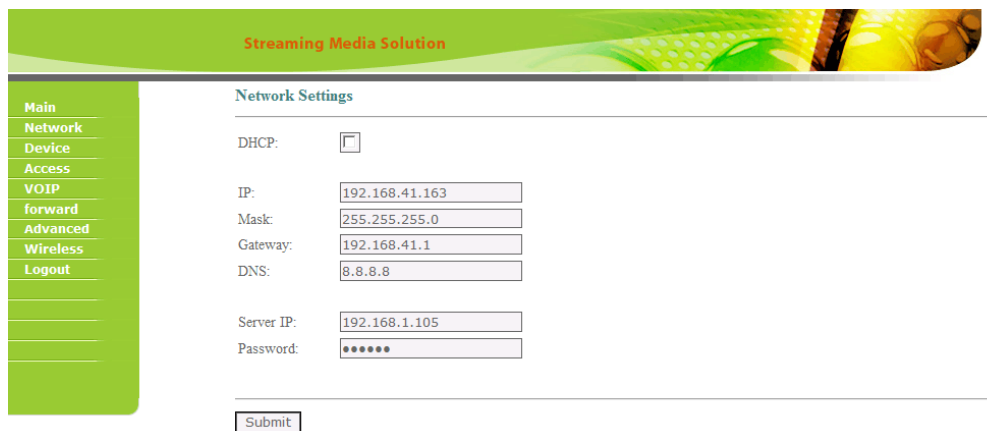 Streaming Media Solution
Main
Network
Device
Access
VOIP
forward
Advanced
Wireless
Logout
Network Settings
DHCP:
IP: 192.168.41.163
Mask: 255.255.255.0
Gateway: 192.168.41.1
DNS: 8.8.8.8
Server IP: 192.168.1.105
Password: ••••••
Submit